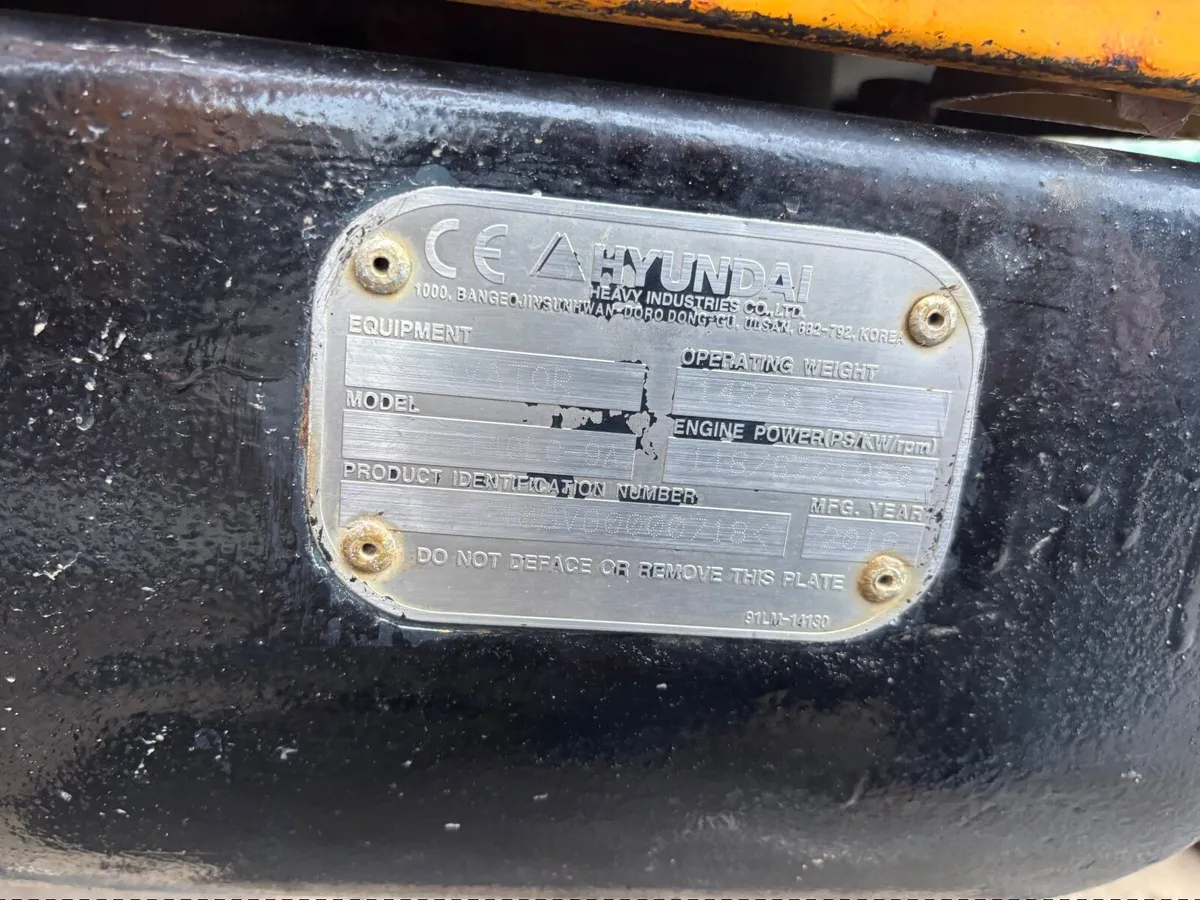 CE HYUNDAI
HEAVY INDUSTRIES CO., LTD.
1000, BANGEOJINSUNHWAN-DORO DONG-GU, ULSAN, 682-792, KOREA
EQUIPMENT
OPERATING WEIGHT
MODEL
ENGINE POWER(PS/KW/rpm)
PRODUCT IDENTIFICATION NUMBER
MFG. YEAR
DO NOT DEFACE OR REMOVE THIS PLATE
91LM-14130